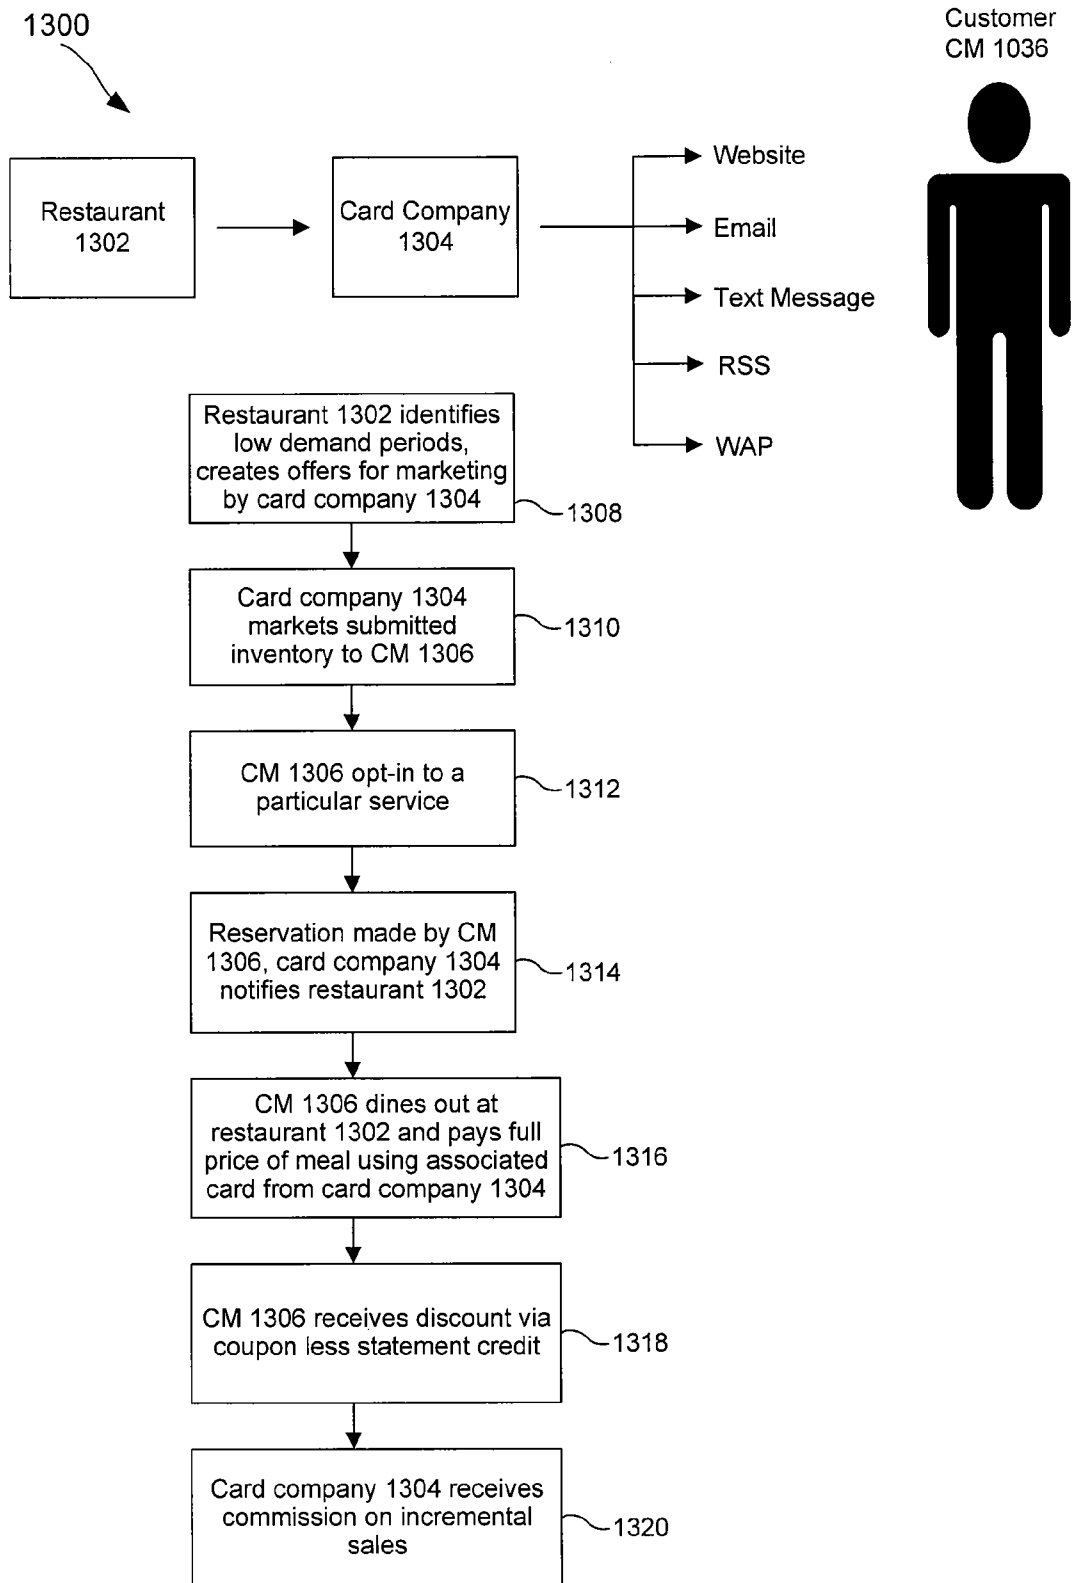 1300
Customer
CM 1036
Restaurant
1302
Card Company
1304
Website
Email
Text Message
RSS
WAP
Restaurant 1302 identifies
low demand periods,
creates offers for marketing
by card company 1304
1308
Card company 1304
markets submitted
inventory to CM 1306
1310
CM 1306 opt-in to a
particular service
1312
Reservation made by CM
1306, card company 1304
notifies restaurant 1302
1314
CM 1306 dines out at
restaurant 1302 and pays full
price of meal using associated
card from card company 1304
1316
CM 1306 receives discount via
coupon less statement credit
1318
Card company 1304 receives
commission on incremental
sales
1320